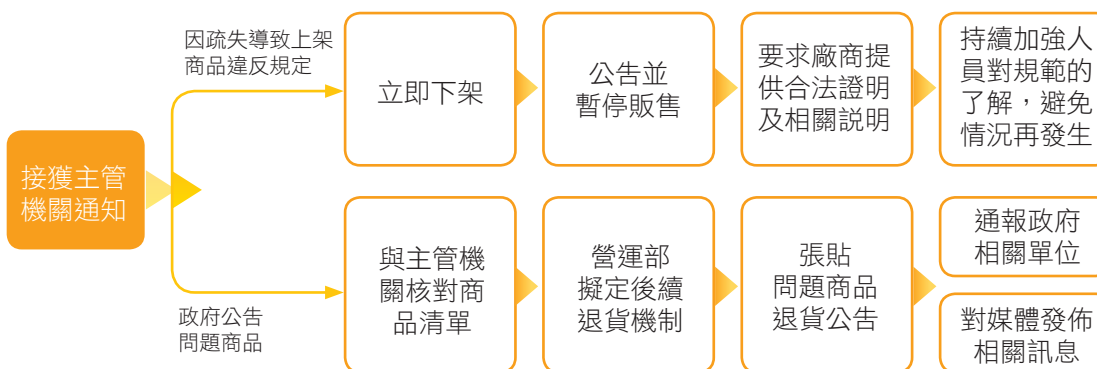 接獲主管
機關通知
因疏失導致上架
商品違反規定
立即下架
公告並
暫停販售
要求廠商提
供合法證明
及相關說明
持續加強人
員對規範的
了解，避免
情況再發生
政府公告
問題商品
與主管機
關核對商
品清單
營運部
擬定後續
退貨機制
張貼
問題商品
退貨公告
通報政府
相關單位
對媒體發佈
相關訊息